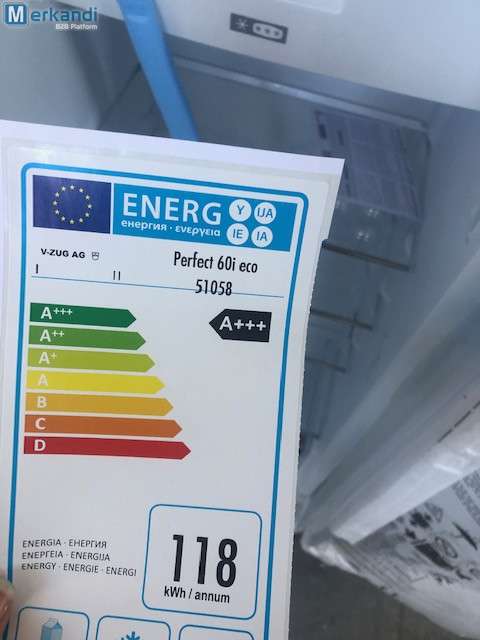 Merkandi
B2B Platform
ENERG
енергия · ενεργεια
Y
IJA
IE
IA
V-ZUG AG
Perfect 60i eco
I
II
51058
A+++
A+++
A++
A+
A
B
C
D
ENERGIA · ЕНЕРГИЯ
ΕΝΕΡΓΕΙΑ · ENERGIJA
ENERGY · ENERGIE · ENERGI
118
kWh / annum